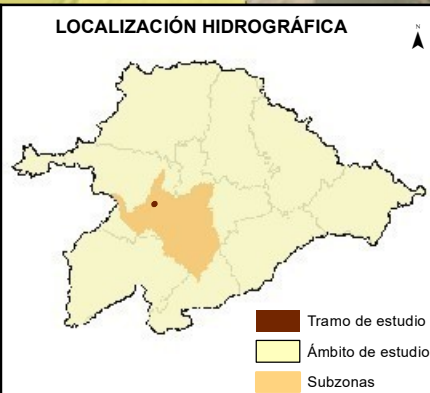 LOCALIZACIÓN HIDROGRÁFICA
N
Tramo de estudio
Ámbito de estudio
Subzonas